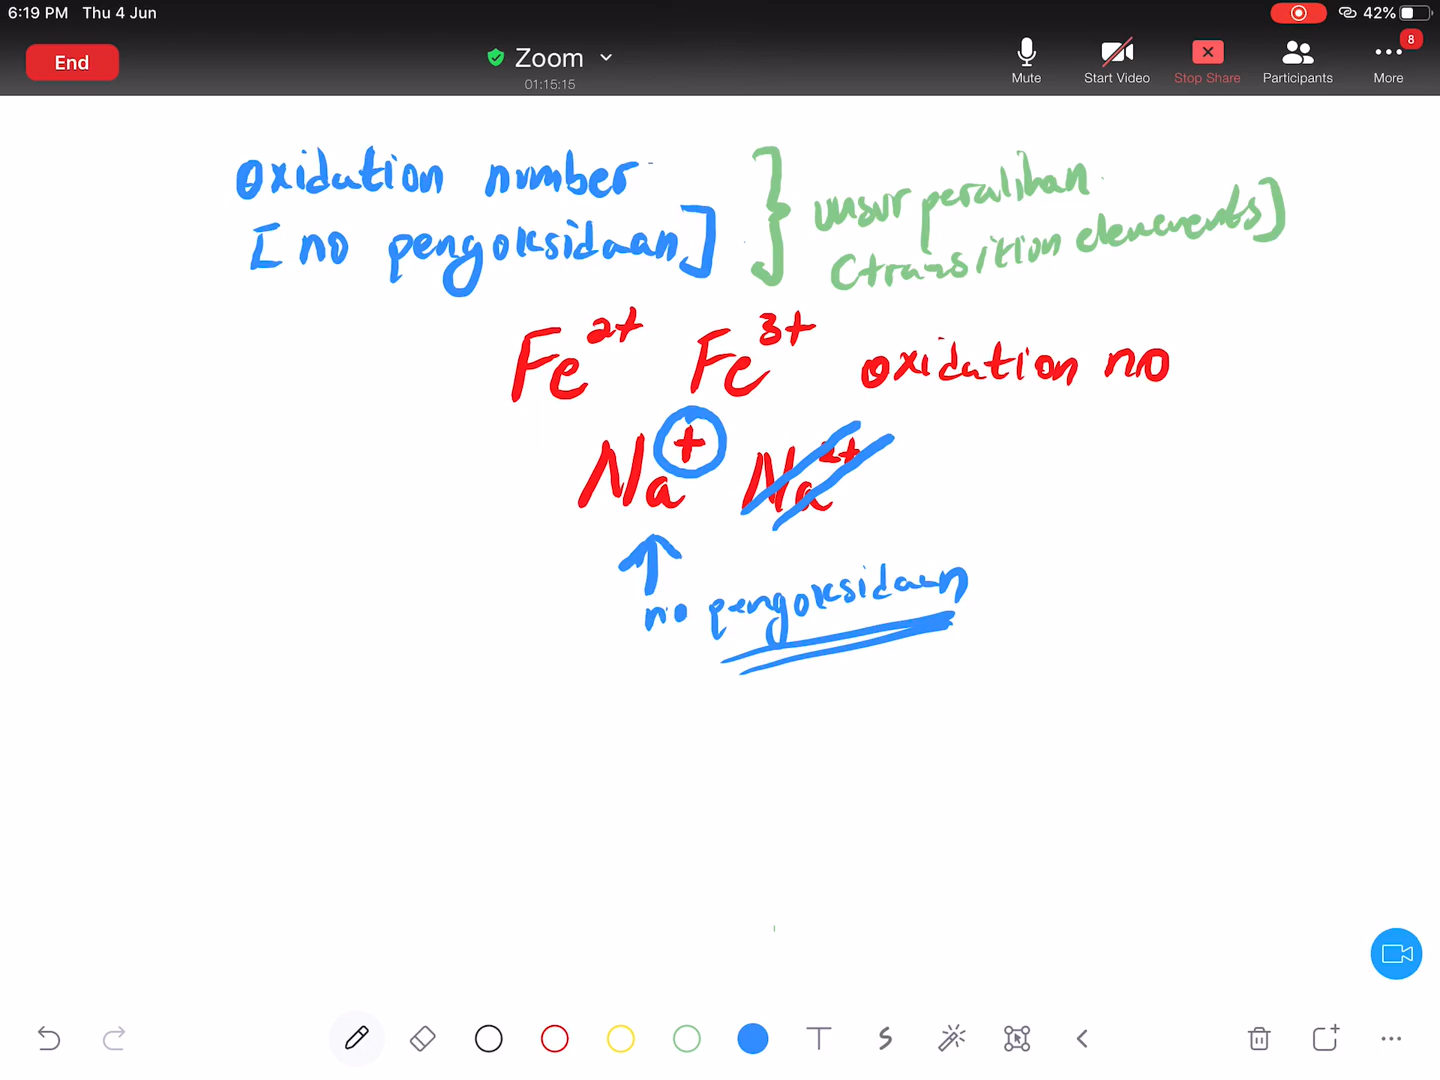 6:19 PM Thu 4 Jun
42%
End
Zoom
01:15:15
Mute
Start Video
Stop Share
Participants
More
8
oxidation number
[no pengoksidaan]
unsur peralihan
(transition elements]
Fe2+ Fe3+ oxidation no
Na+ Na2+
no pengoksidaan